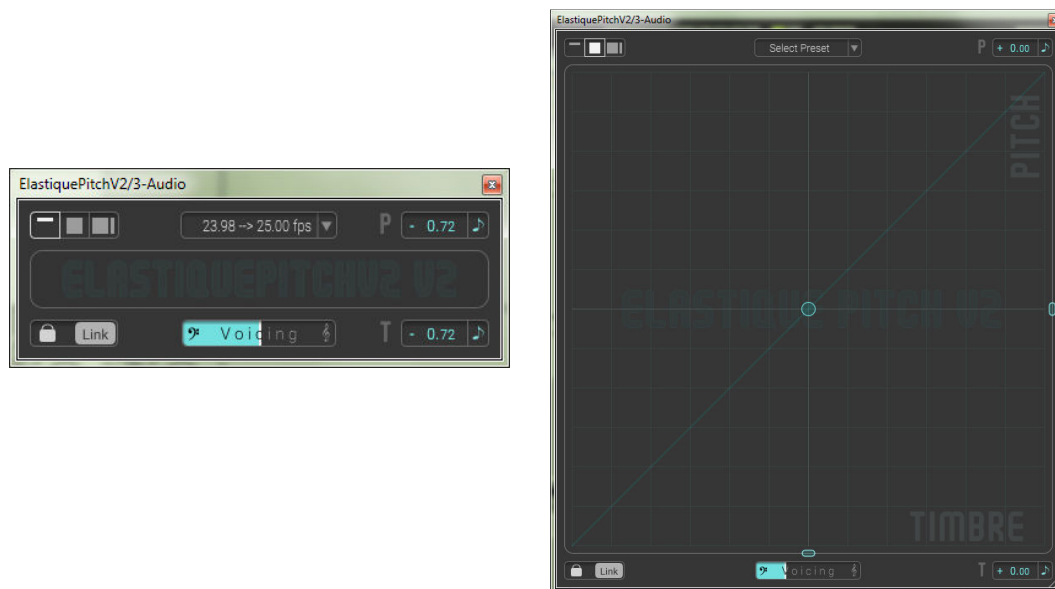 ElastiquePitchV2/3-Audio
23.98 --> 25.00 fps
P - 0.72
ELASTIQUEPITCHV2 V2
Link
Voicing
T - 0.72
ElastiquePitchV2/3-Audio
Select Preset
P + 0.00
PITCH
ELASTIQUE PITCH V2
TIMBRE
Link
Voicing
T + 0.00